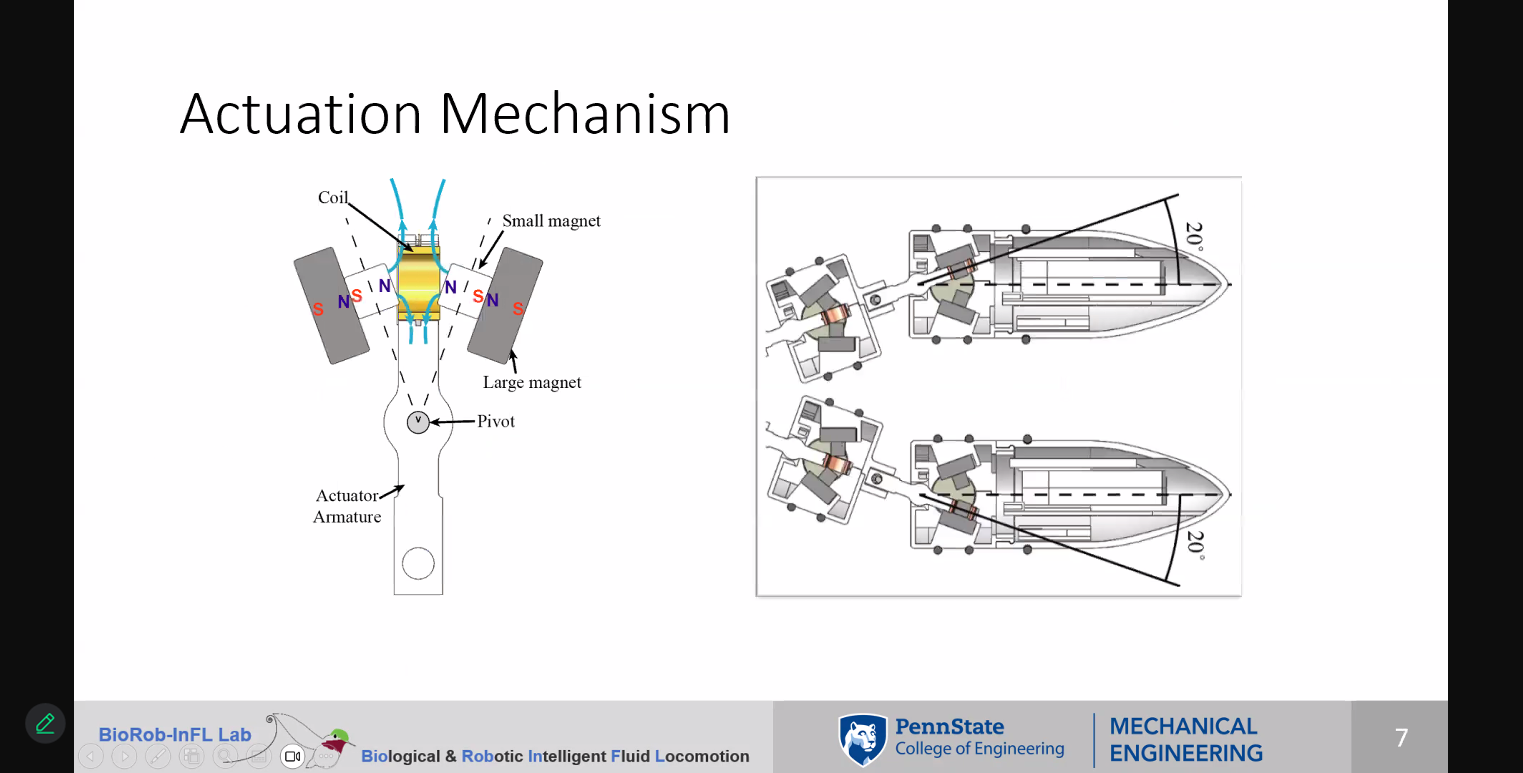 Actuation Mechanism
Coil
Small magnet
S
N
S
N
N
S
N
S
Large magnet
Pivot
Actuator
Armature
20°
20°
BioRob-InFL Lab
Biological & Robotic Intelligent Fluid Locomotion
PennState
College of Engineering
MECHANICAL
ENGINEERING
7